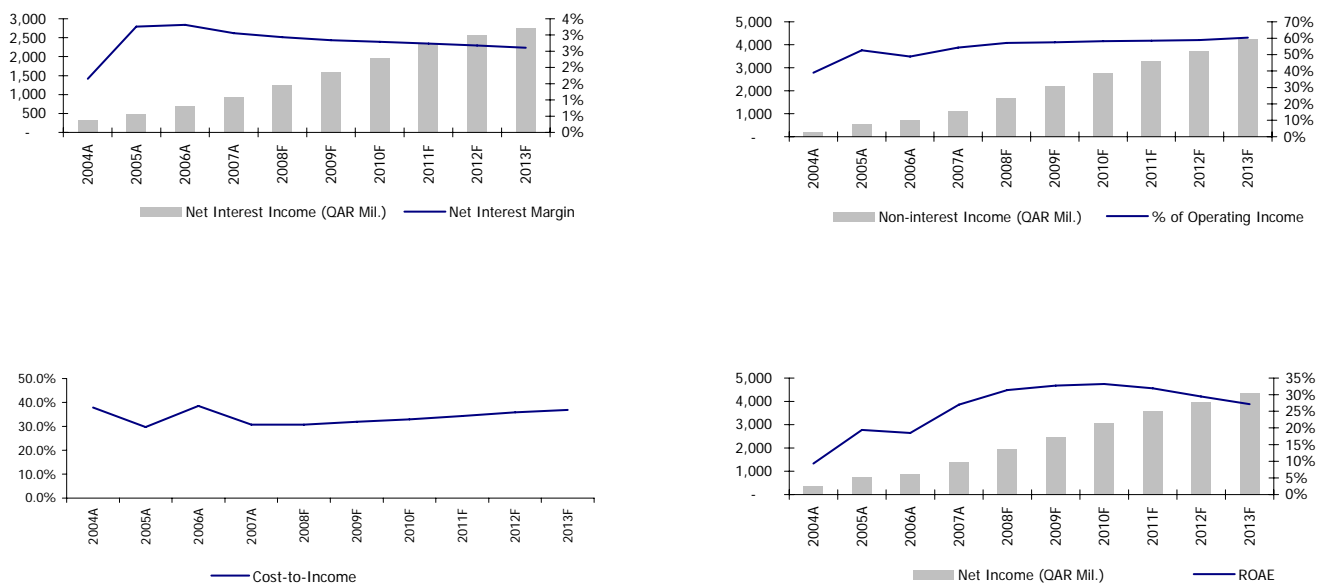 3,000
2,500
2,000
1,500
1,000
500
-
4%
3%
3%
2%
2%
1%
1%
0%
2004A
2005A
2006A
2007A
2008F
2009F
2010F
2011F
2012F
2013F
Net Interest Income (QAR Mil.)
Net Interest Margin
5,000
4,000
3,000
2,000
1,000
-
70%
60%
50%
40%
30%
20%
10%
0%
2004A
2005A
2006A
2007A
2008F
2009F
2010F
2011F
2012F
2013F
Non-interest Income (QAR Mil.)
% of Operating Income
50.0%
40.0%
30.0%
20.0%
10.0%
0.0%
2004A
2005A
2006A
2007A
2008F
2009F
2010F
2011F
2012F
2013F
Cost-to-Income
5,000
4,000
3,000
2,000
1,000
-
35%
30%
25%
20%
15%
10%
5%
0%
2004A
2005A
2006A
2007A
2008F
2009F
2010F
2011F
2012F
2013F
Net Income (QAR Mil.)
ROAE